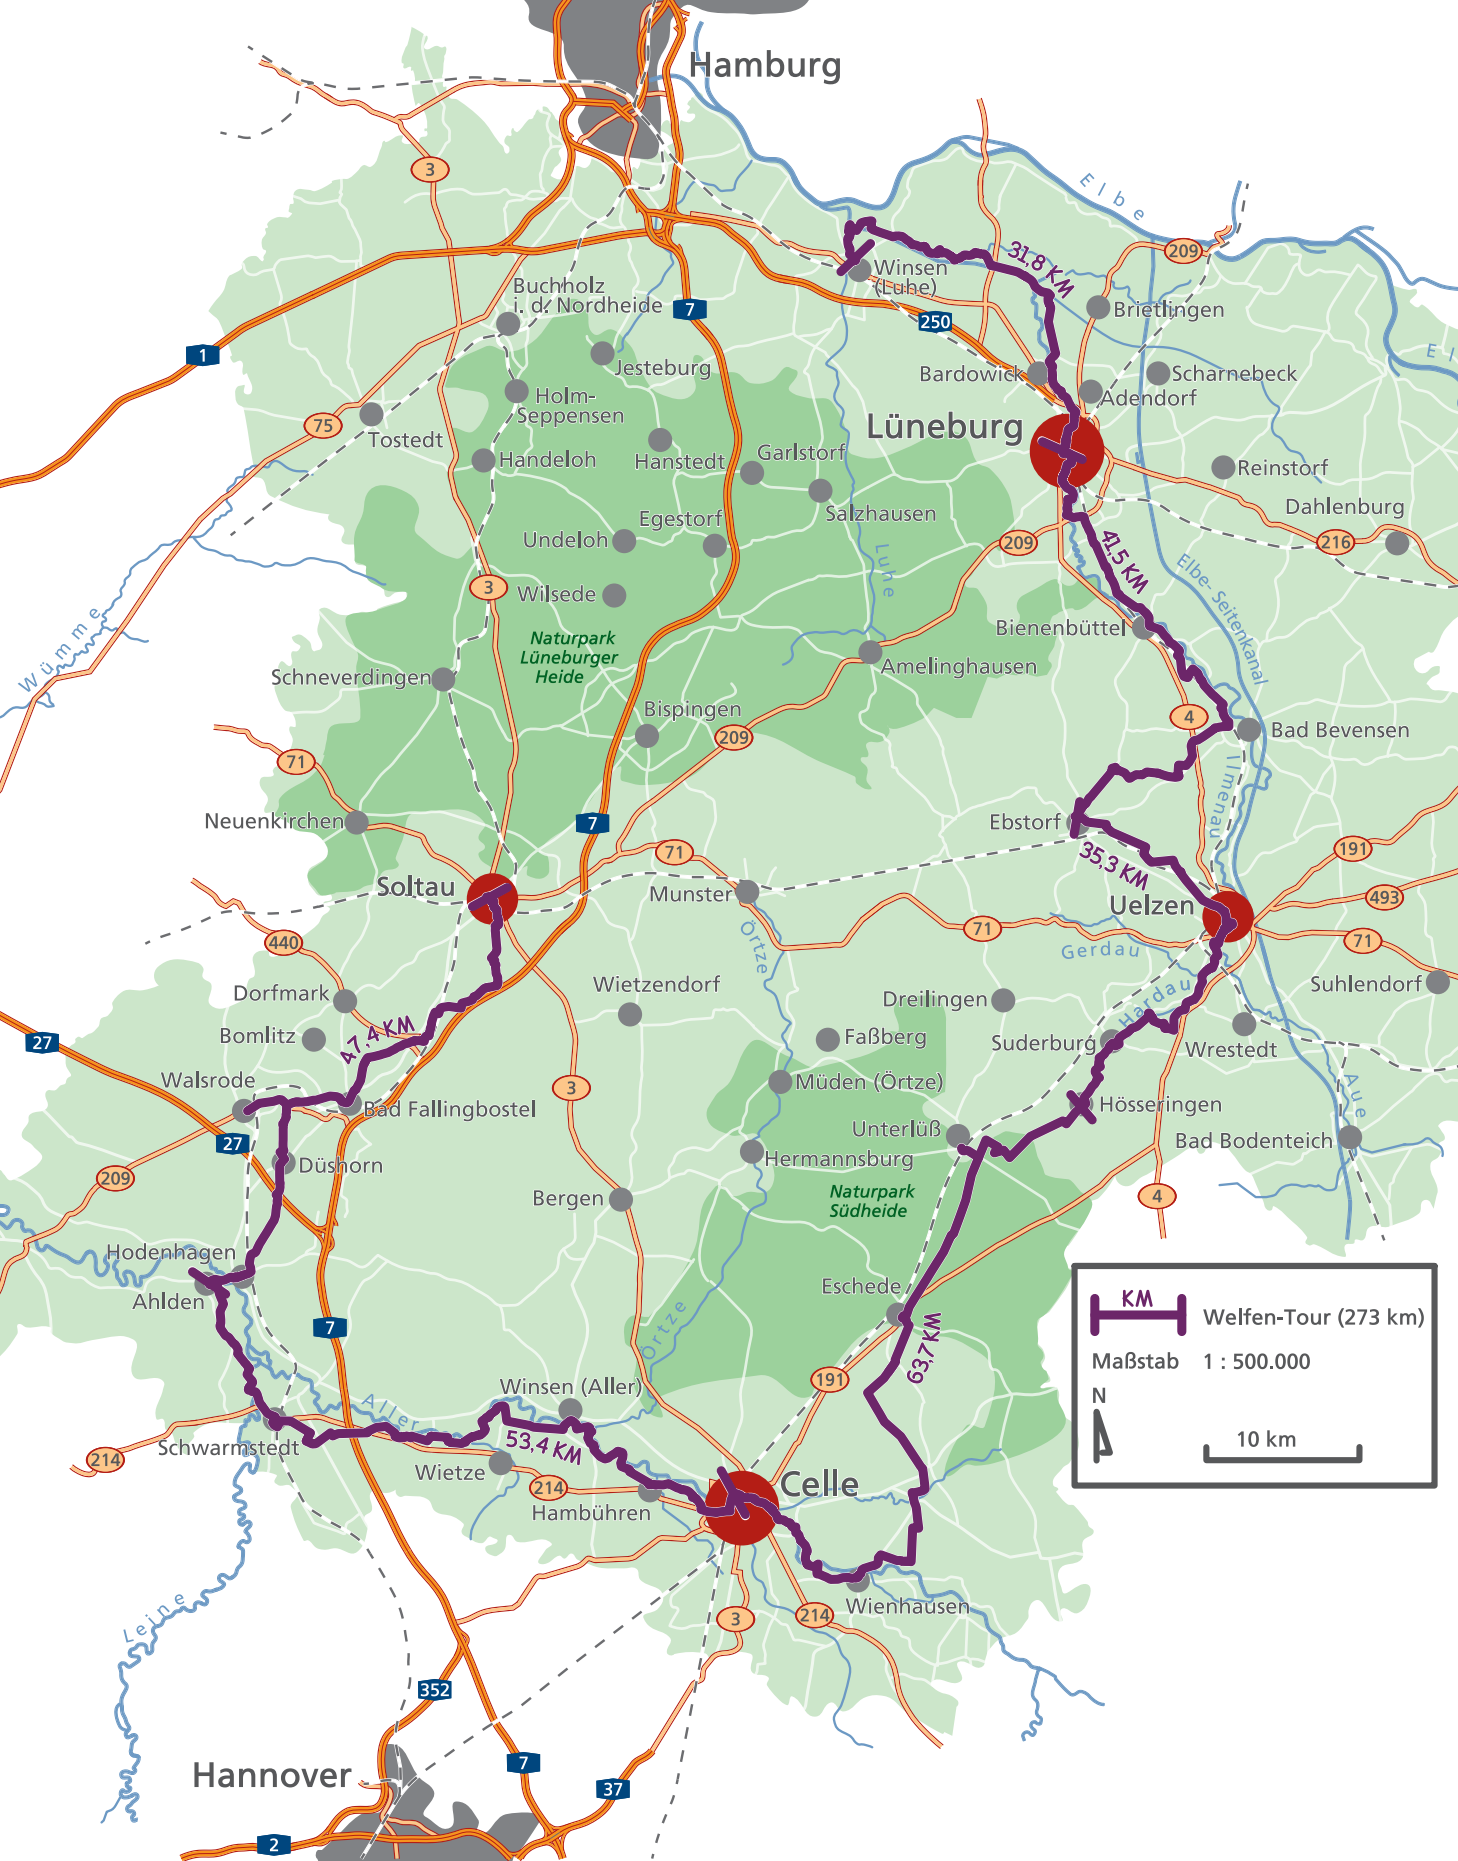 Hamburg
3
Elbe
31,8 KM
209
Winsen
(Luhe)
Buchholz
i. d. Nordheide
7
Brietlingen
250
1
Jesteburg
Bardowick
Scharnebeck
El
Holm-
Seppensen
Adendorf
75
Tostedt
Lüneburg
Handeloh
Hanstedt
Garlstorf
Reinstorf
Salzhausen
Dahlenburg
Egestorf
Undeloh
209
216
41,5 KM
Luhe
Elbe-Seitenkanal
3
Wilsede
Wümme
Naturpark
Lüneburger
Heide
Bienenbüttel
Amelinghausen
Schneverdingen
Bispingen
209
4
Bad Bevensen
71
Ilmenau
Neuenkirchen
7
Ebstorf
71
35,3 KM
191
Soltau
Munster
493
Uelzen
440
Örtze
71
Gerdau
71
Dorfmark
Wietzendorf
Dreilingen
Hardau
Suhlendorf
27
47,4 KM
Bomlitz
Faßberg
Suderburg
Wrestedt
Walsrode
3
Müden (Örtze)
Aue
Bad Fallingbostel
Hösseringen
27
Unterlüß
Bad Bodenteich
209
Düshorn
Hermannsburg
Bergen
Naturpark
Südheide
4
Hodenhagen
Ahlden
Eschede
7
Örtze
63,7 KM
KM
Welfen-Tour (273 km)
Maßstab 1 : 500.000
N
10 km
191
Winsen (Aller)
Aller
53,4 KM
Schwarmstedt
214
Wietze
214
Celle
Hambühren
Wienhausen
Leine
3
214
352
Hannover
7
37
2